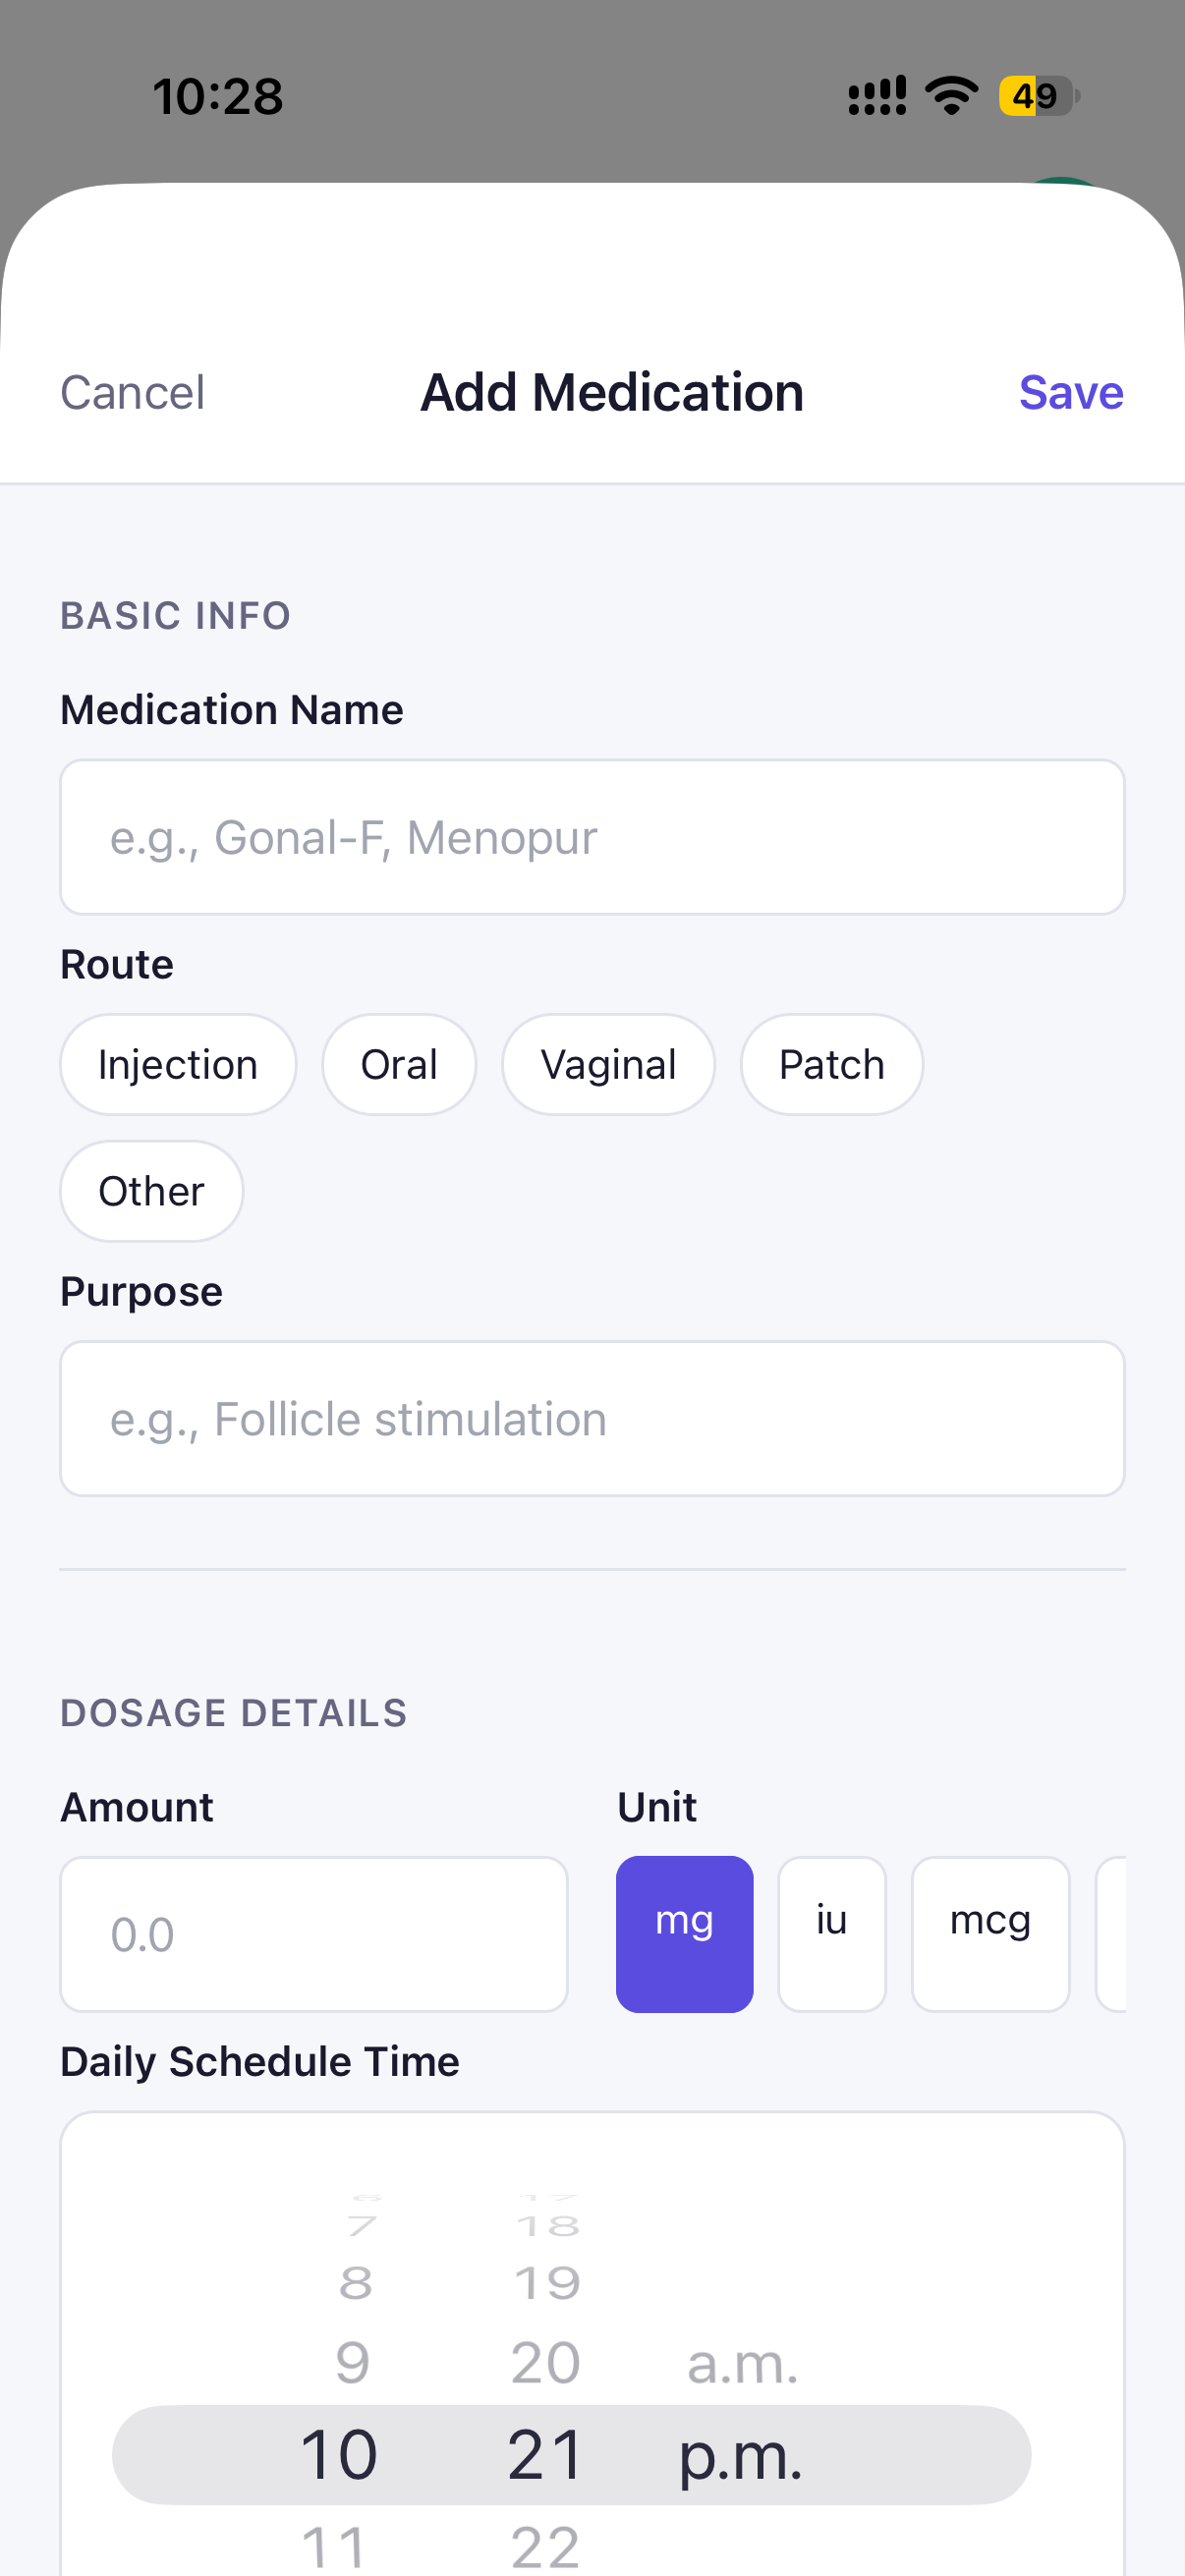 10:28
49
Cancel Add Medication Save
BASIC INFO
Medication Name
e.g., Gonal-F, Menopur
Route
Injection Oral Vaginal Patch
Other
Purpose
e.g., Follicle stimulation
DOSAGE DETAILS
Amount Unit
0.0 mg iu mcg
Daily Schedule Time
6 17
7 18
8 19
9 20 a.m.
10 21 p.m.
11 22